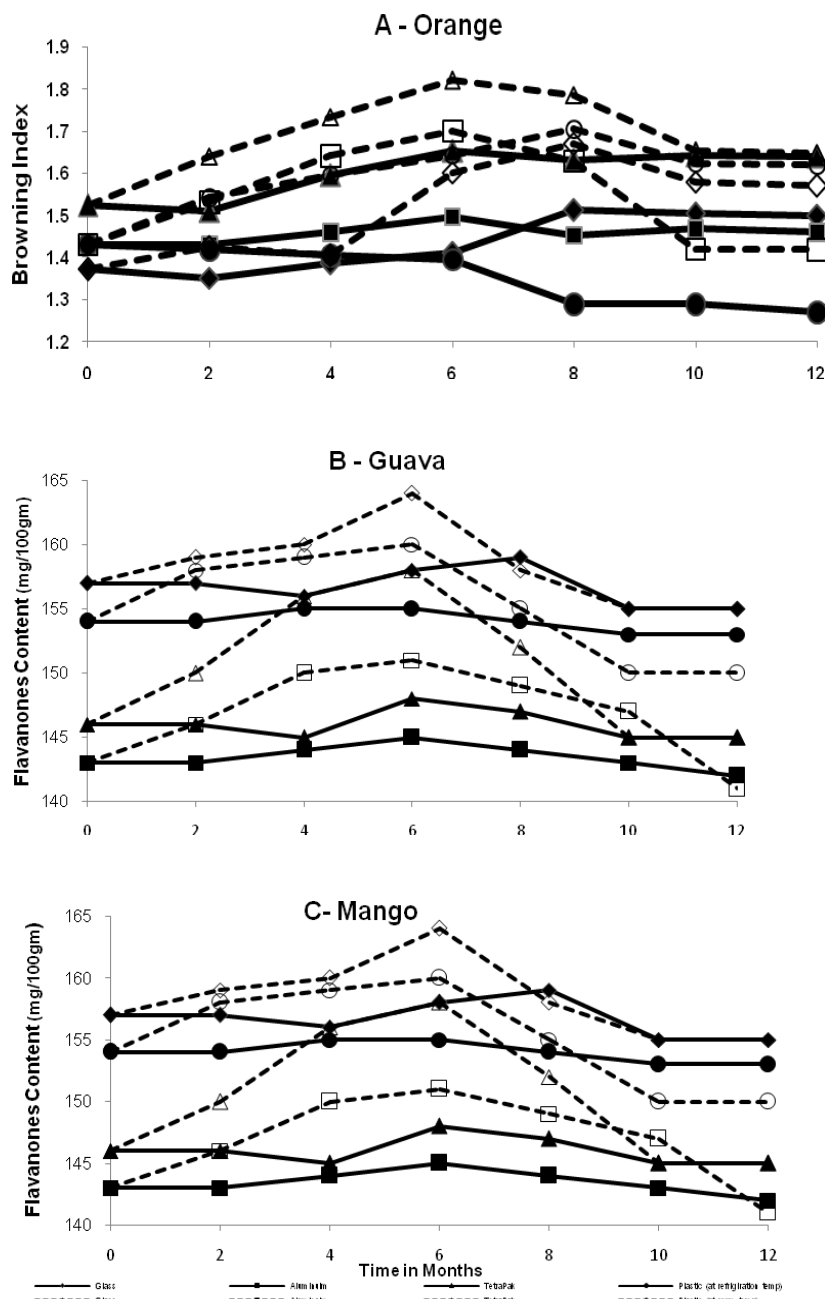 A - Orange
Browning Index
1.9
1.8
1.7
1.6
1.5
1.4
1.3
1.2
0 2 4 6 8 10 12
B - Guava
Flavanones Content (mg/100gm)
165
160
155
150
145
140
0 2 4 6 8 10 12
C- Mango
Flavanones Content (mg/100gm)
165
160
155
150
145
140
0 2 4 6 8 10 12
Time in Months
Glass Aluminium TetraPak Plastic (at refrigiration temp)